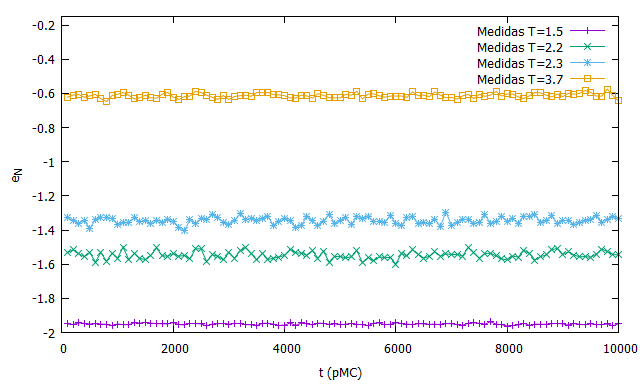 -0.2
-0.4
-0.6
-0.8
-1
-1.2
-1.4
-1.6
-1.8
-2
e_N
Medidas T=1.5
Medidas T=2.2
Medidas T=2.3
Medidas T=3.7
0 2000 4000 6000 8000 10000
t (pMC)